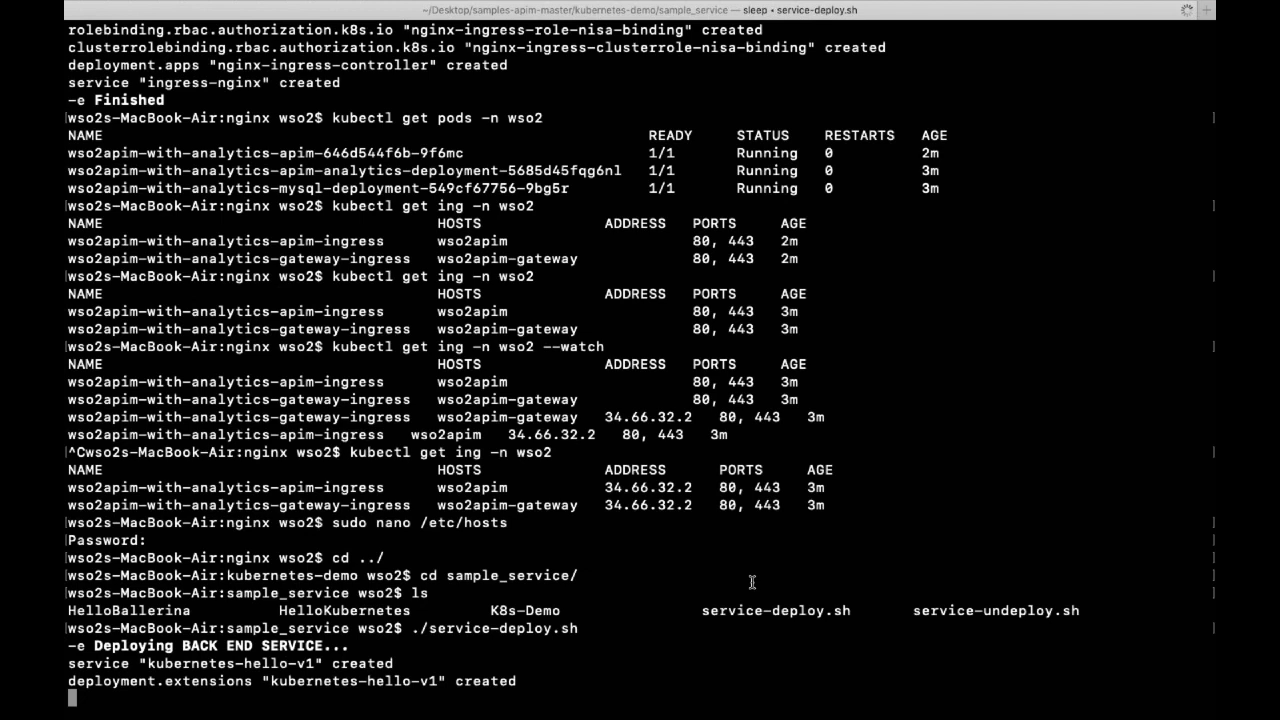 ~/Desktop/samples-apim-master/kubernetes-demo/sample_service — sleep • service-deploy.sh
rolebinding.rbac.authorization.k8s.io "nginx-ingress-role-nisa-binding" created
clusterrolebinding.rbac.authorization.k8s.io "nginx-ingress-clusterrole-nisa-binding" created
deployment.apps "nginx-ingress-controller" created
service "ingress-nginx" created
-e Finished
wso2s-MacBook-Air:nginx wso2$ kubectl get pods -n wso2
NAME READY STATUS RESTARTS AGE
wso2apim-with-analytics-apim-646d544f6b-9f6mc 1/1 Running 0 2m
wso2apim-with-analytics-apim-analytics-deployment-5685d45fqg6nl 1/1 Running 0 3m
wso2apim-with-analytics-mysql-deployment-549cf67756-9bg5r 1/1 Running 0 3m
wso2s-MacBook-Air:nginx wso2$ kubectl get ing -n wso2
NAME HOSTS ADDRESS PORTS AGE
wso2apim-with-analytics-apim-ingress wso2apim 80, 443 2m
wso2apim-with-analytics-gateway-ingress wso2apim-gateway 80, 443 2m
wso2s-MacBook-Air:nginx wso2$ kubectl get ing -n wso2
NAME HOSTS ADDRESS PORTS AGE
wso2apim-with-analytics-apim-ingress wso2apim 80, 443 3m
wso2apim-with-analytics-gateway-ingress wso2apim-gateway 80, 443 3m
wso2s-MacBook-Air:nginx wso2$ kubectl get ing -n wso2 --watch
NAME HOSTS ADDRESS PORTS AGE
wso2apim-with-analytics-apim-ingress wso2apim 80, 443 3m
wso2apim-with-analytics-gateway-ingress wso2apim-gateway 80, 443 3m
wso2apim-with-analytics-gateway-ingress wso2apim-gateway 34.66.32.2 80, 443 3m
wso2apim-with-analytics-apim-ingress wso2apim 34.66.32.2 80, 443 3m
^Cwso2s-MacBook-Air:nginx wso2$ kubectl get ing -n wso2
NAME HOSTS ADDRESS PORTS AGE
wso2apim-with-analytics-apim-ingress wso2apim 34.66.32.2 80, 443 3m
wso2apim-with-analytics-gateway-ingress wso2apim-gateway 34.66.32.2 80, 443 3m
wso2s-MacBook-Air:nginx wso2$ sudo nano /etc/hosts
Password:
wso2s-MacBook-Air:nginx wso2$ cd ../
wso2s-MacBook-Air:kubernetes-demo wso2$ cd sample_service/
wso2s-MacBook-Air:sample_service wso2$ ls
HelloBallerina HelloKubernetes K8s-Demo service-deploy.sh service-undeploy.sh
wso2s-MacBook-Air:sample_service wso2$ ./service-deploy.sh
-e Deploying BACK END SERVICE...
service "kubernetes-hello-v1" created
deployment.extensions "kubernetes-hello-v1" created